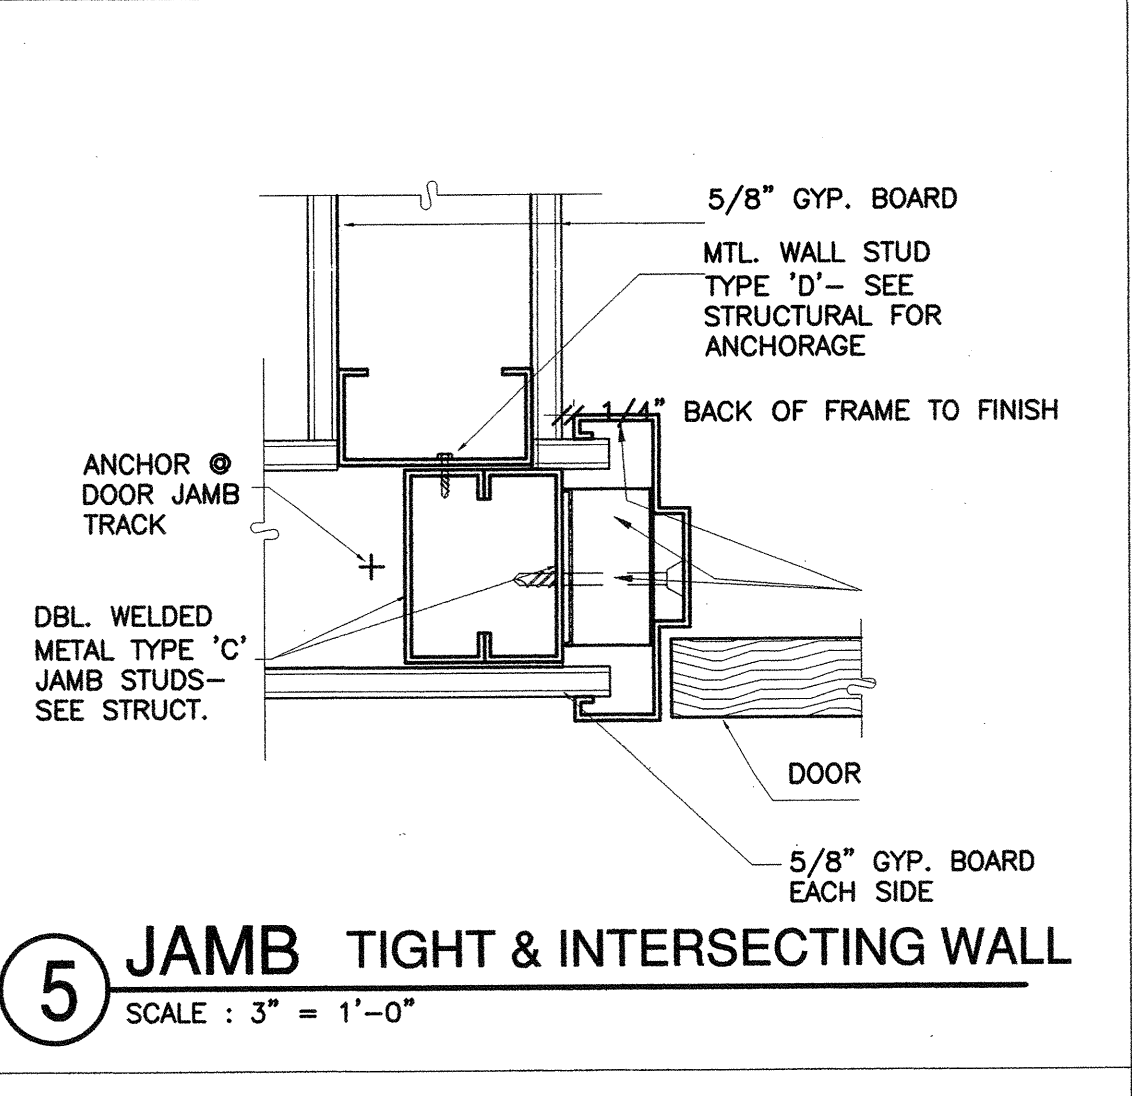 5/8" GYP. BOARD
MTL. WALL STUD
TYPE 'D'- SEE
STRUCTURAL FOR
ANCHORAGE
1/4" BACK OF FRAME TO FINISH
ANCHOR @
DOOR JAMB
TRACK
DBL. WELDED
METAL TYPE 'C'
JAMB STUDS-
SEE STRUCT.
DOOR
5/8" GYP. BOARD
EACH SIDE
5 JAMB TIGHT & INTERSECTING WALL
SCALE : 3" = 1'-0"